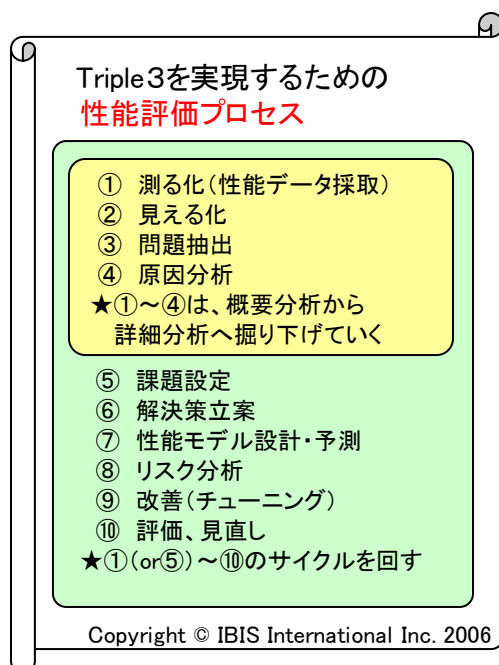 Triple3を実現するための
性能評価プロセス
① 測る化(性能データ採取)
② 見える化
③ 問題抽出
④ 原因分析
★①～④は、概要分析から
詳細分析へ掘り下げていく
⑤ 課題設定
⑥ 解決策立案
⑦ 性能モデル設計・予測
⑧ リスク分析
⑨ 改善(チューニング)
⑩ 評価、見直し
★①(or⑤)～⑩のサイクルを回す
Copyright © IBIS International Inc. 2006